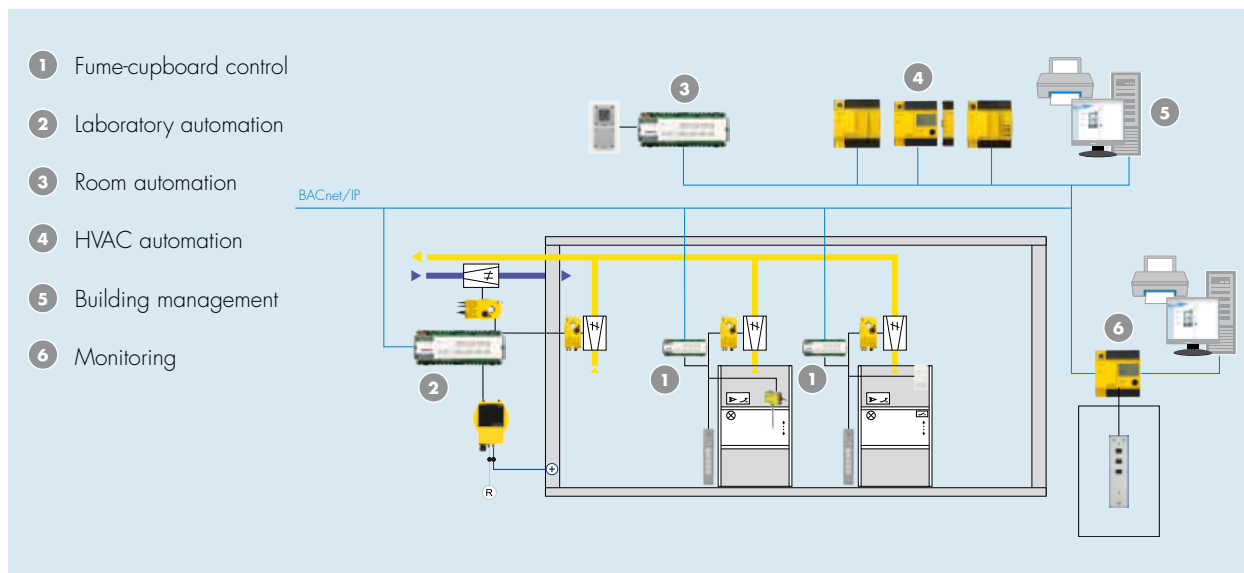 1 Fume-cupboard control
2 Laboratory automation
3 Room automation
4 HVAC automation
5 Building management
6 Monitoring
3
4
5
BACnet/IP
6
2
1
1
R